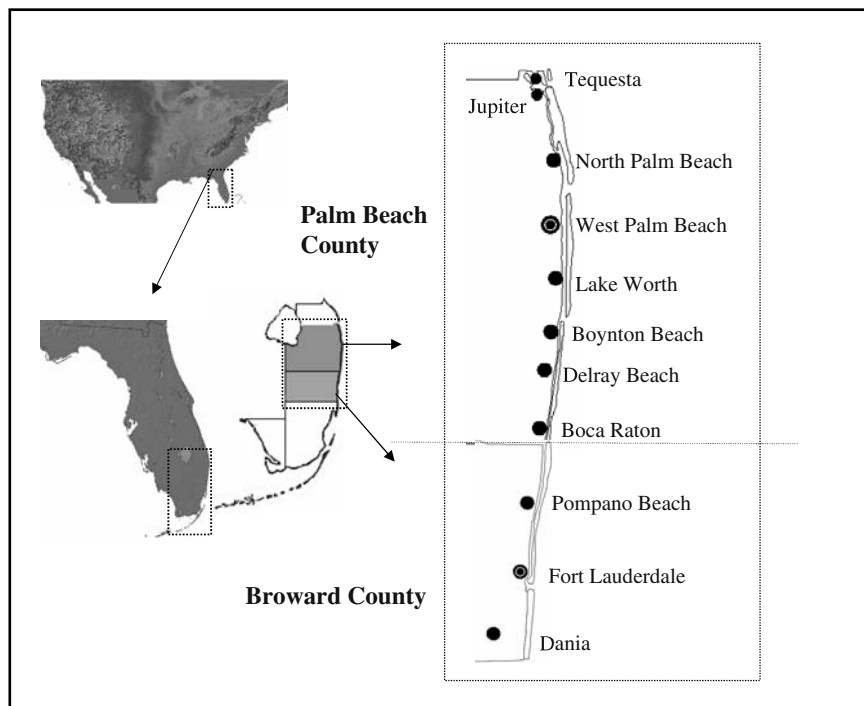 Tequesta
Jupiter
North Palm Beach
Palm Beach
County
West Palm Beach
Lake Worth
Boynton Beach
Delray Beach
Boca Raton
Pompano Beach
Fort Lauderdale
Broward County
Dania